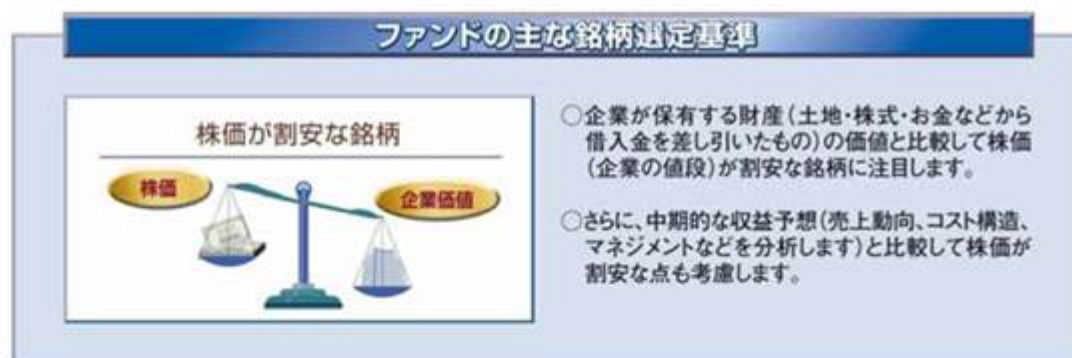 ファンドの主な銘柄選定基準
株価が割安な銘柄
株価
企業価値
○企業が保有する財産(土地・株式・お金などから
借入金を差し引いたもの)の価値と比較して株価
(企業の値段)が割安な銘柄に注目します。
○さらに、中期的な収益予想(売上動向、コスト構造、
マネジメントなどを分析します)と比較して株価が
割安な点も考慮します。